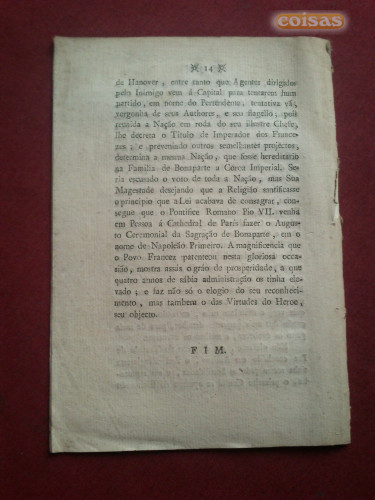 coisas
14
de Hanover, entre tanto que Agentes dirigidos
pelo Inimigo vem á Capital para tentarem hum
partido, em nome do Pertendente, tentativa vã,
vergonha de seus Authores, e seu flagello; pois
reunida a Nação em roda do seu illustre Chefe,
lhe decreta o Titulo de Imperador dos France-
zes; e prevenindo outros semelhantes projectos,
determina a mesma Nação, que fosse hereditario
na Familia de Bonaparte a Coroa Imperial. Se-
ria escusado o voto de toda a Nação, mas Sua
Magestade desejando que a Religião santificasse
o principio que a Lei acabava de consagrar, con-
segue que o Pontifice Romano Pio VII. venha
em Pessoa á Cathedral de Paris fazer o Augus-
to Ceremonial da Sagração de Bonaparte, em o
nome de Napoleão Primeiro. A magnificencia que
o Povo Francez patenteou nesta gloriosa occa-
sião, mostra assás o gráo de prosperidade, a que
quatro annos de sábia administração os tinha ele-
vado; e faz não só o elogio do seu reconheci-
mento, mas tambem o das Virtudes do Heroe,
seu objecto.
FIM.